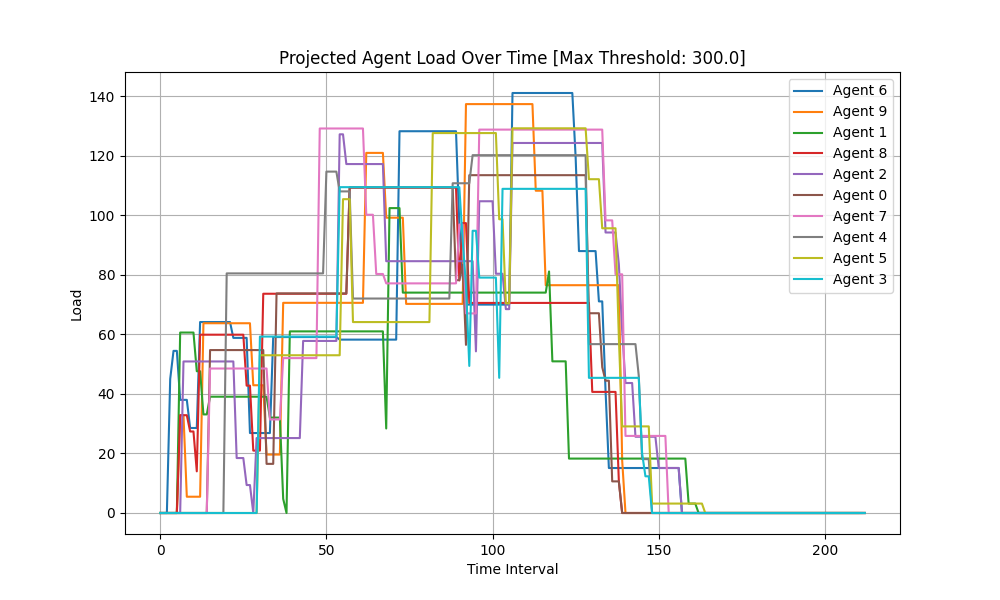 Projected Agent Load Over Time [Max Threshold: 300.0]
Load
140
120
100
80
60
40
20
0
0 50 100 150 200
Time Interval
Agent 6
Agent 9
Agent 1
Agent 8
Agent 2
Agent 0
Agent 7
Agent 4
Agent 5
Agent 3